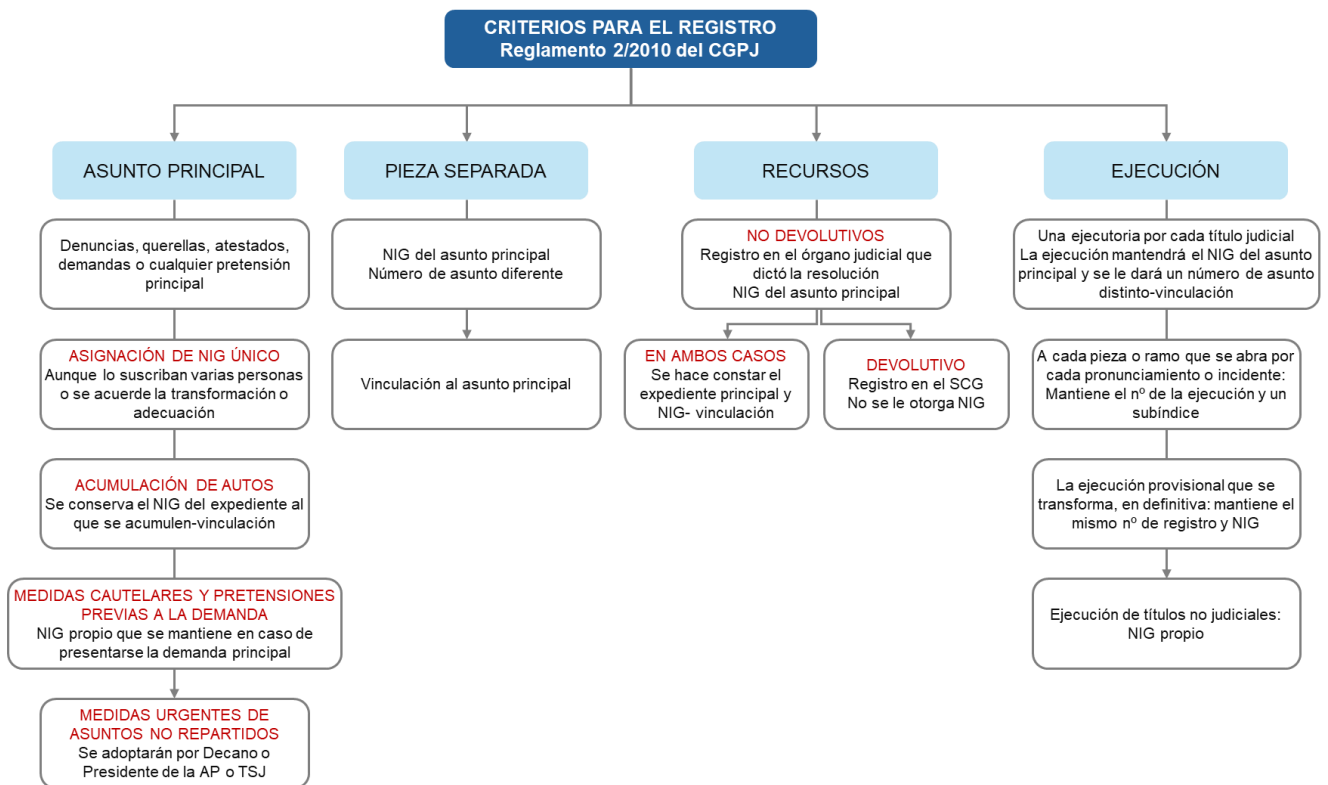 CRITERIOS PARA EL REGISTRO
Reglamento 2/2010 del CGPJ
ASUNTO PRINCIPAL
Denuncias, querellas, atestados,
demandas o cualquier pretensión
principal
ASIGNACIÓN DE NIG ÚNICO
Aunque lo suscriban varias personas
o se acuerde la transformación o
adecuación
ACUMULACIÓN DE AUTOS
Se conserva el NIG del expediente al
que se acumulen-vinculación
MEDIDAS CAUTELARES Y PRETENSIONES
PREVIAS A LA DEMANDA
NIG propio que se mantiene en caso de
presentarse la demanda principal
MEDIDAS URGENTES DE
ASUNTOS NO REPARTIDOS
Se adoptarán por Decano o
Presidente de la AP o TSJ
PIEZA SEPARADA
NIG del asunto principal
Número de asunto diferente
Vinculación al asunto principal
RECURSOS
NO DEVOLUTIVOS
Registro en el órgano judicial que
dictó la resolución
NIG del asunto principal
EN AMBOS CASOS
Se hace constar el
expediente principal y
NIG- vinculación
DEVOLUTIVO
Registro en el SCG
No se le otorga NIG
EJECUCIÓN
Una ejecutoria por cada título judicial
La ejecución mantendrá el NIG del asunto
principal y se le dará un número de asunto
distinto-vinculación
A cada pieza o ramo que se abra por
cada pronunciamiento o incidente:
Mantiene el nº de la ejecución y un
subíndice
La ejecución provisional que se
transforma, en definitiva: mantiene el
mismo nº de registro y NIG
Ejecución de títulos no judiciales:
NIG propio